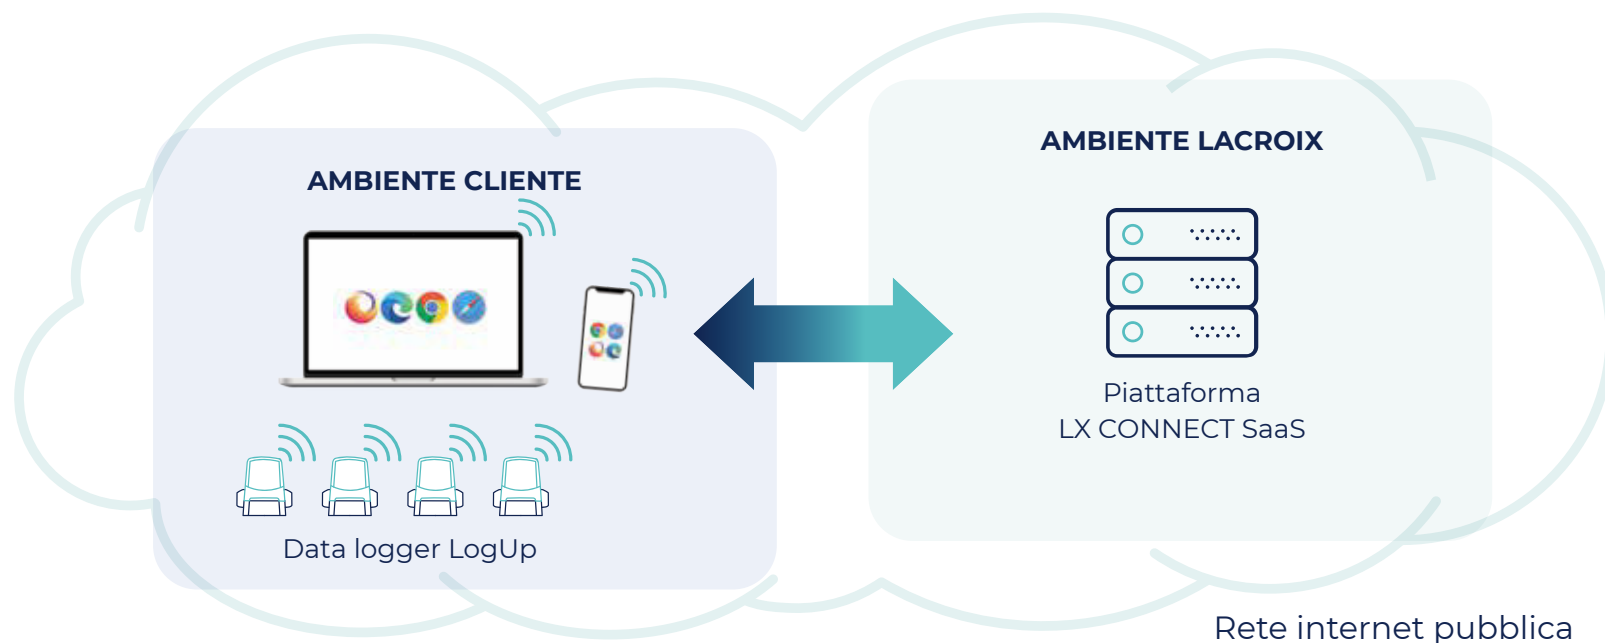 AMBIENTE CLIENTE
Data logger LogUp
AMBIENTE LACROIX
Piattaforma
LX CONNECT SaaS
Rete internet pubblica